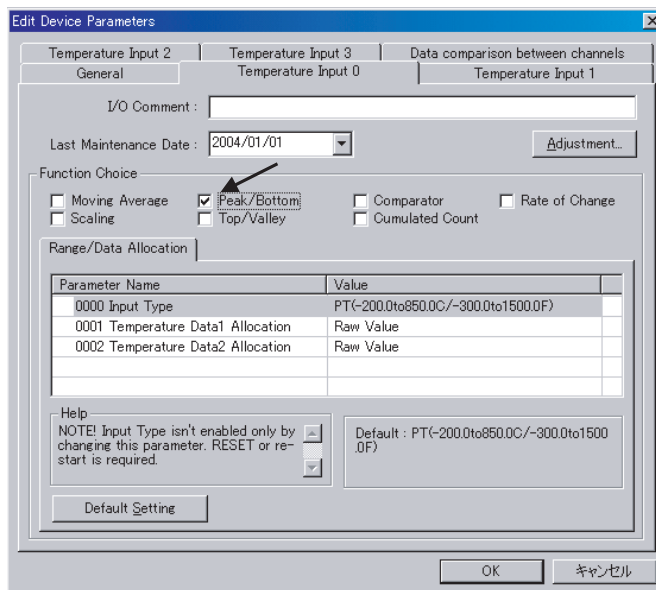 Edit Device Parameters
Temperature Input 2
Temperature Input 3
Data comparison between channels
General
Temperature Input 0
Temperature Input 1
I/O Comment :
Last Maintenance Date :
2004/01/01
Adjustment...
Function Choice
Moving Average
Peak/Bottom
Comparator
Rate of Change
Scaling
Top/Valley
Cumulated Count
Range/Data Allocation
Parameter Name
Value
0000 Input Type
PT(-200.0to850.0C/-300.0to1500.0F)
0001 Temperature Data1 Allocation
Raw Value
0002 Temperature Data2 Allocation
Raw Value
Help
NOTE! Input Type isn't enabled only by
changing this parameter. RESET or re-
start is required.
Default : PT(-200.0to850.0C/-300.0to1500
.0F)
Default Setting
OK
キャンセル